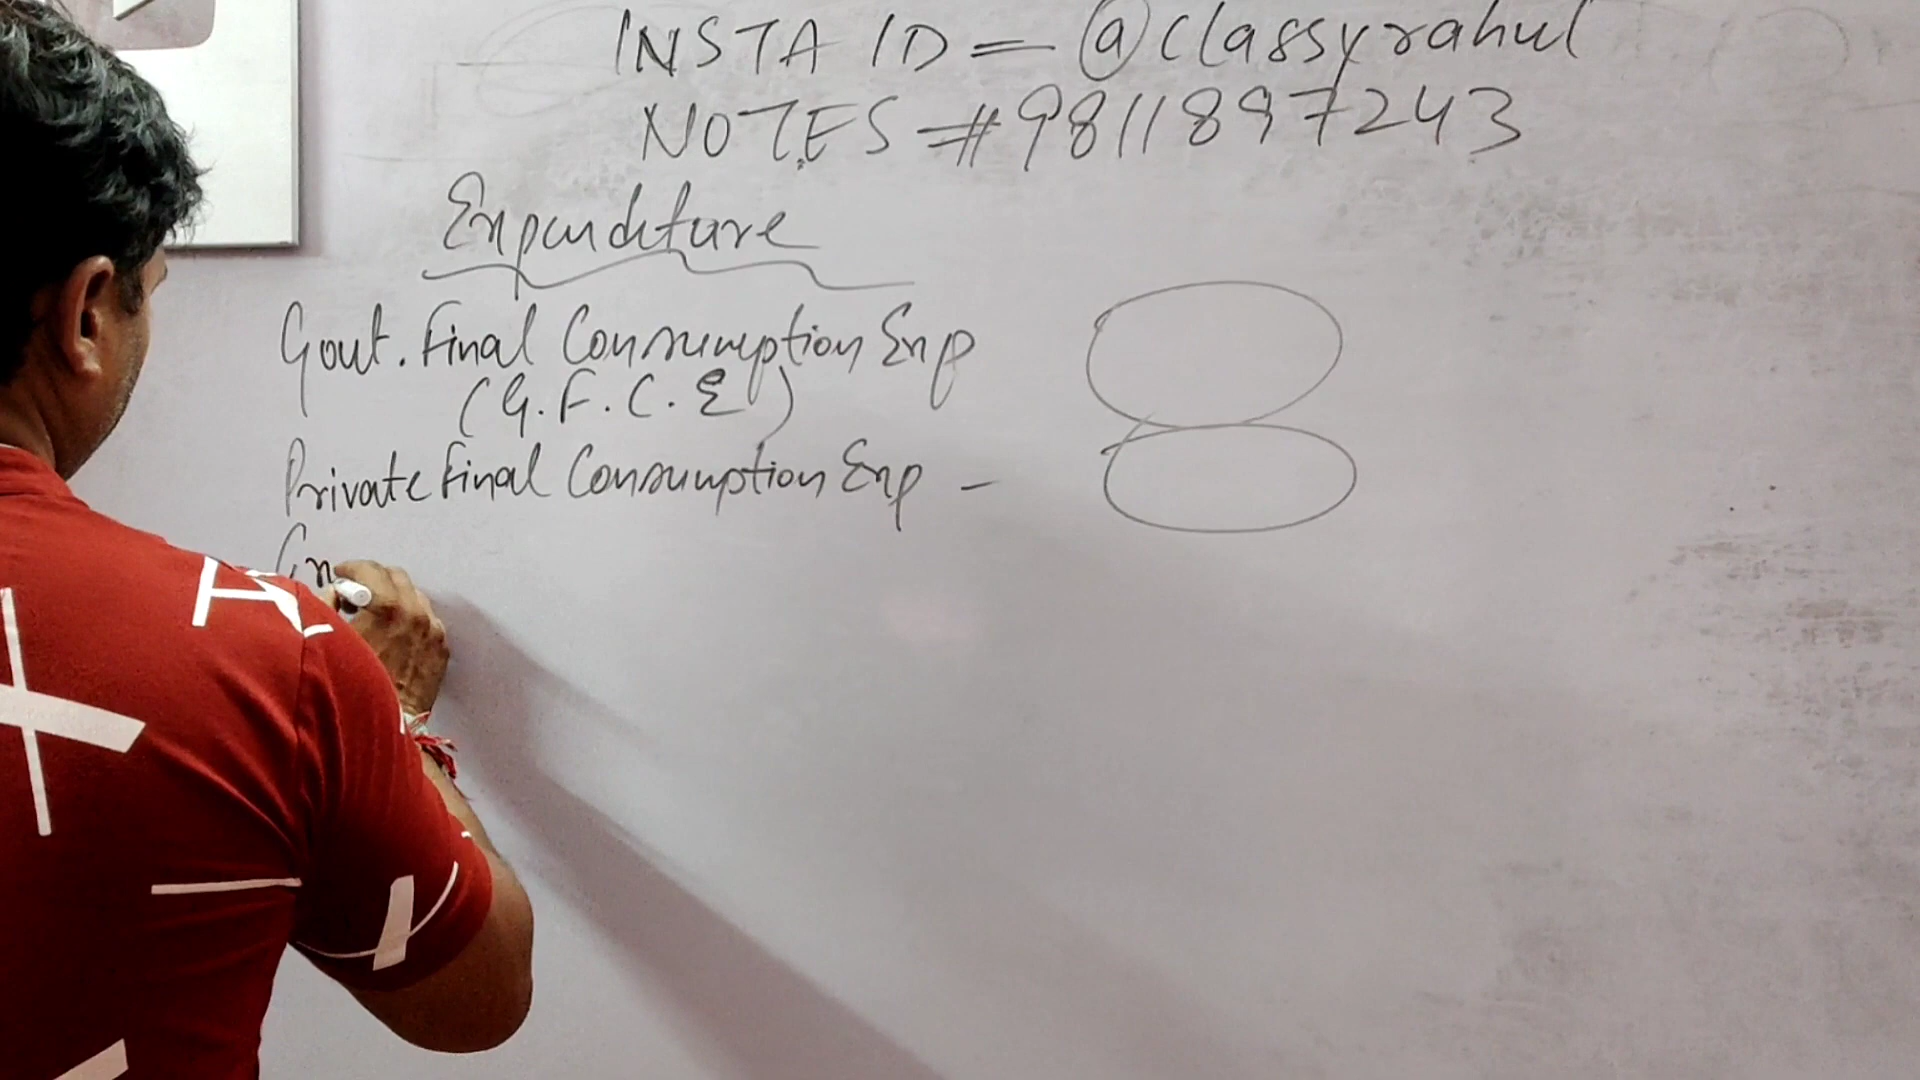 INSTA ID = @classyrahul
NOTES = #9811897243
Expenditure
Govt. Final Consumption Exp
(G.F.C.E)
Private Final Consumption Exp -